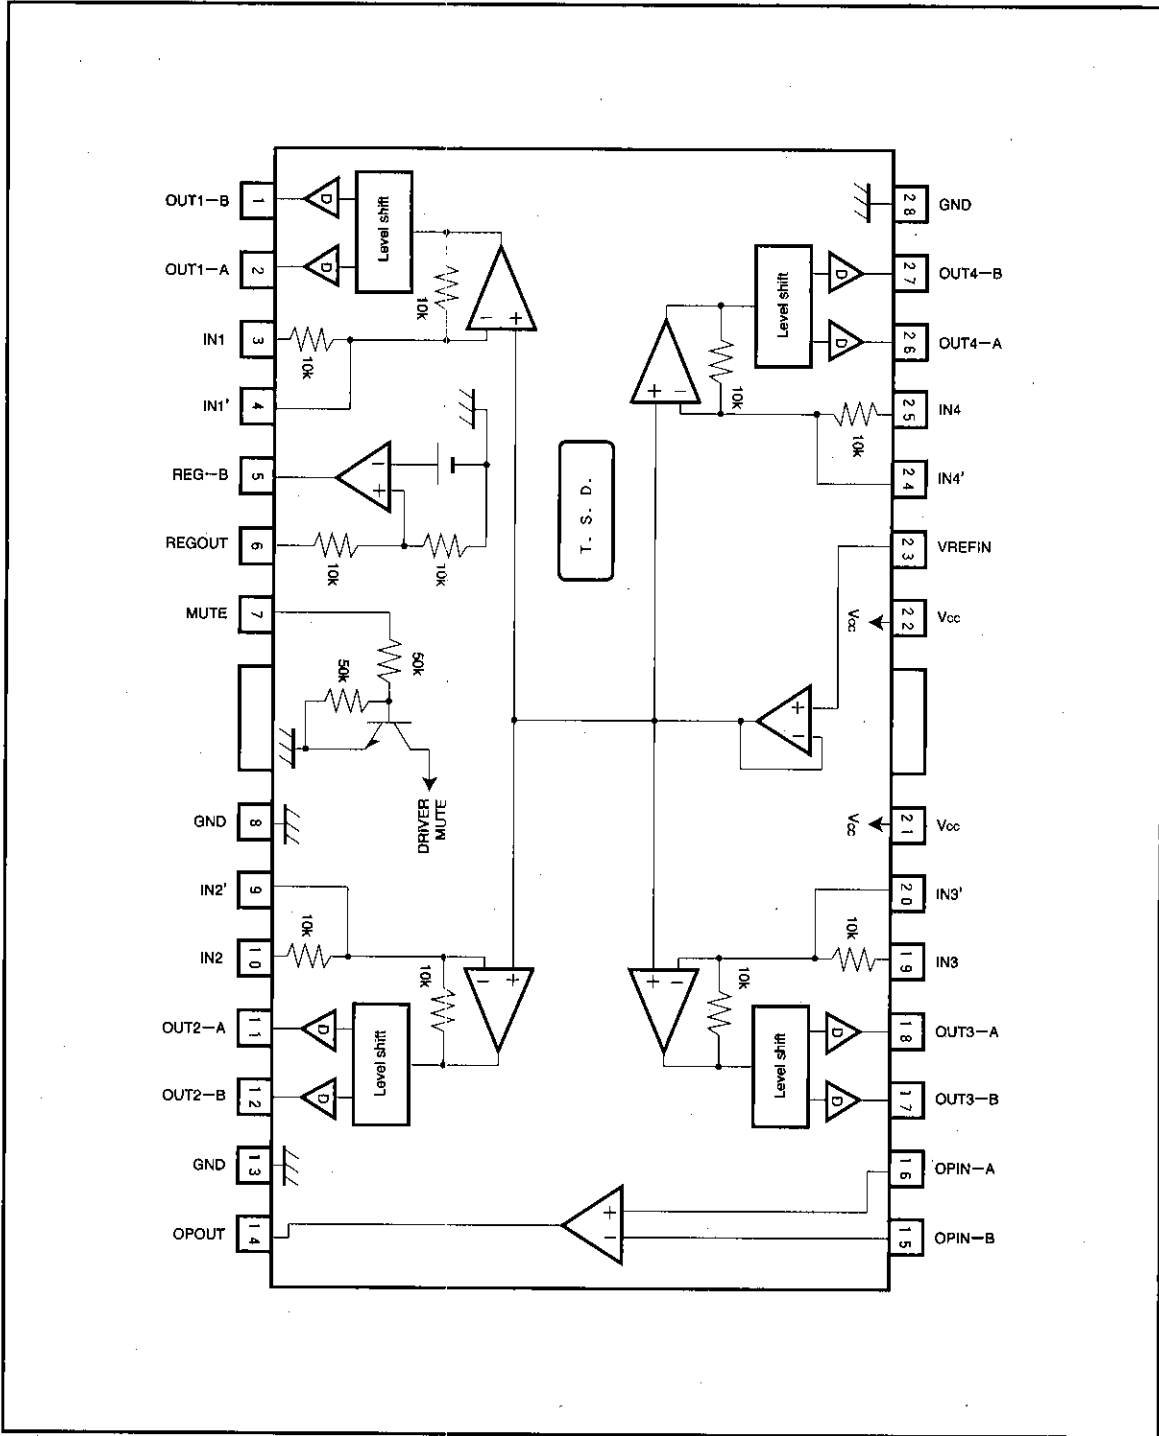 OUT1-B 1
OUT1-A 2
IN1 3
IN1' 4
REG-B 5
REGOUT 6
MUTE 7
GND 8
IN2' 9
IN2 10
OUT2-A 11
OUT2-B 12
GND 13
OPOUT 14
D
D
Level shift
10k
10k
- +
- +
10k
10k
50k
50k
DRIVER
MUTE
10k
10k
- +
D
D
Level shift
T. S. D.
+ -
10k
10k
Level shift
D
D
Vcc
+ -
Vcc
+ -
10k
10k
Level shift
D
D
+ -
28 GND
27 OUT4-B
26 OUT4-A
25 IN4
24 IN4'
23 VREFIN
22 Vcc
21 Vcc
20 IN3'
19 IN3
18 OUT3-A
17 OUT3-B
16 OPIN-A
15 OPIN-B